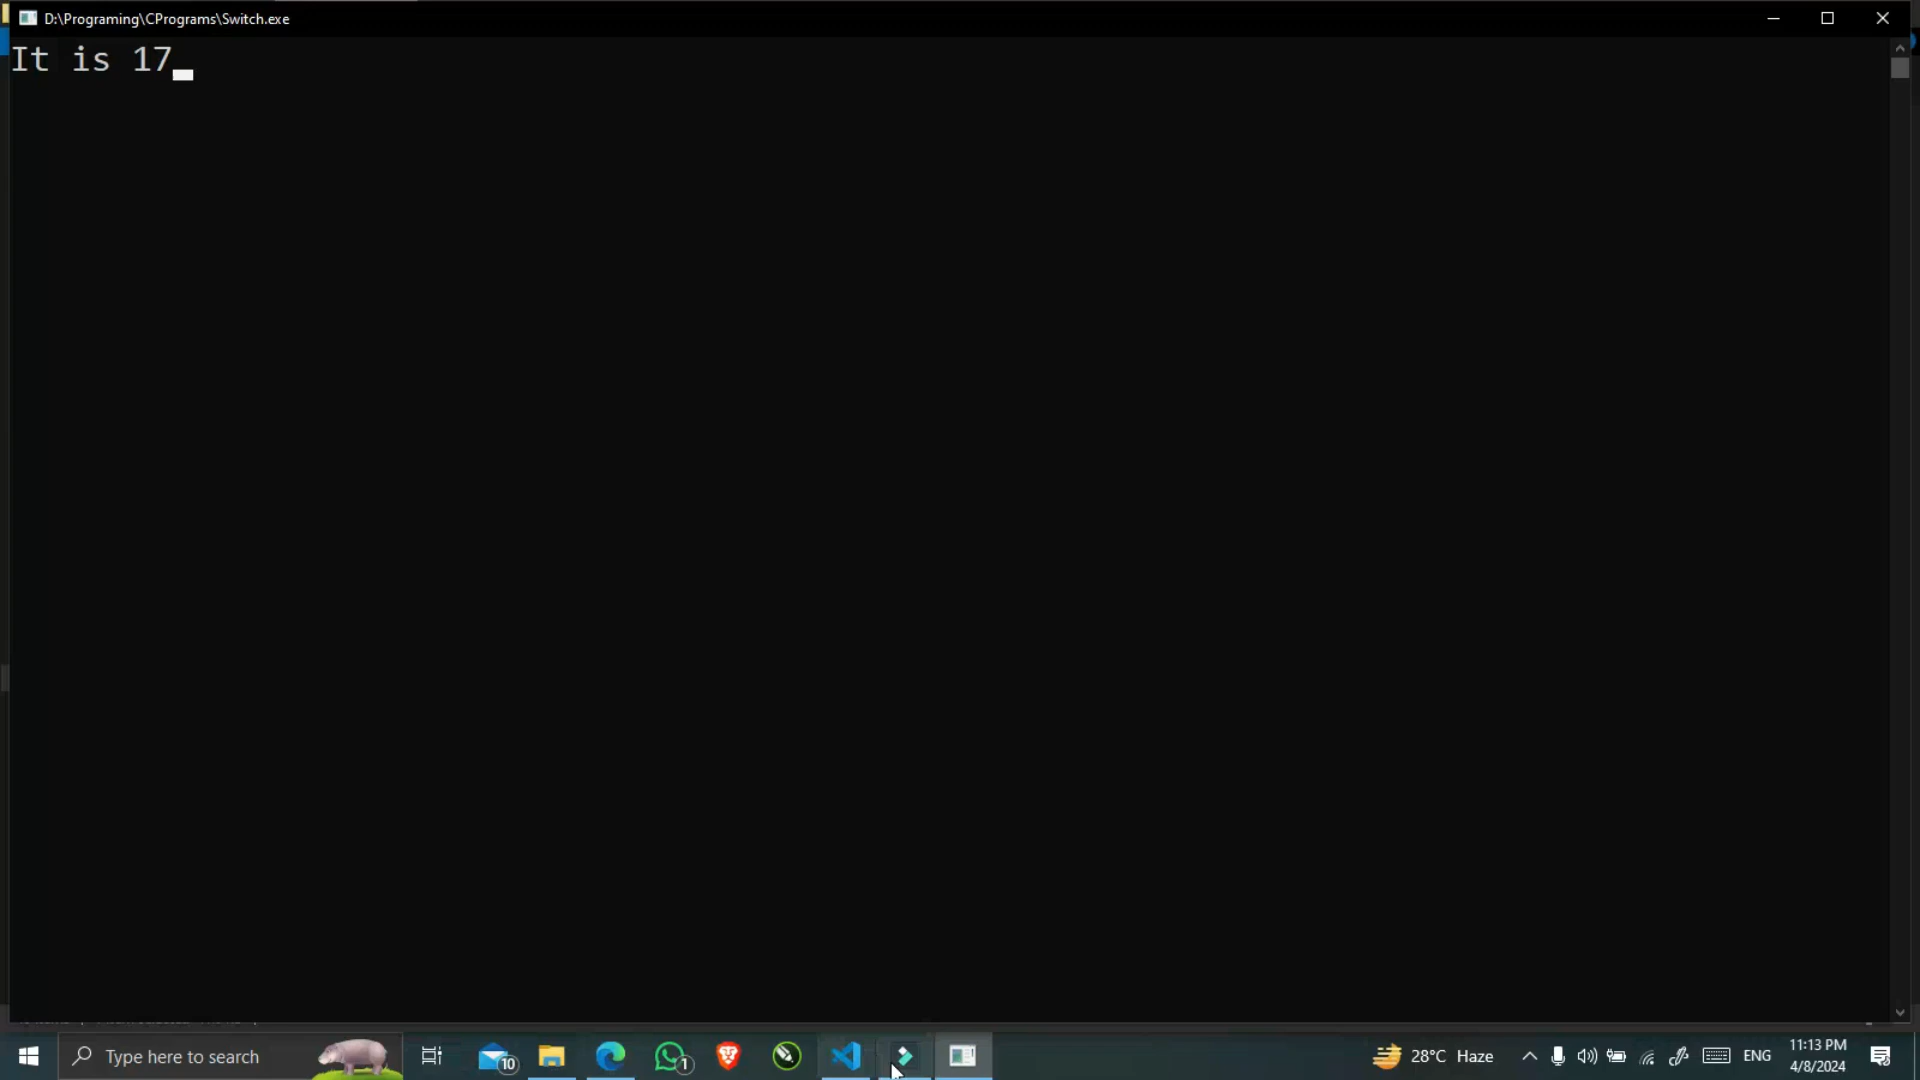 D:\Programing\CPrograms\Switch.exe
It is 17
Type here to search
10
1
28°C Haze
ENG
11:13 PM
4/8/2024